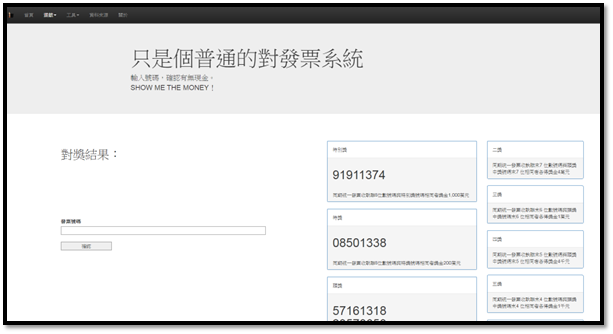 首頁 遊戲 工具 資料來源 關於
只是個普通的對發票系統
輸入號碼，確認有無現金。
SHOW ME THE MONEY！
對獎結果：
發票號碼
確認
特別獎
91911374
同期統一發票收執聯8位數號碼與特別獎號碼相同者獎金1,000萬元
特獎
08501338
同期統一發票收執聯8位數號碼與特獎號碼相同者獎金200萬元
頭獎
57161318
二獎
同期統一發票收執聯末7 位數號碼與頭獎
中獎號碼末7 位相同者各得獎金4萬元
三獎
同期統一發票收執聯末6 位數號碼與頭獎
中獎號碼末6 位相同者各得獎金1萬元
四獎
同期統一發票收執聯末5 位數號碼與頭獎
中獎號碼末5 位相同者各得獎金4千元
五獎
同期統一發票收執聯末4 位數號碼與頭獎
中獎號碼末4 位相同者各得獎金1千元